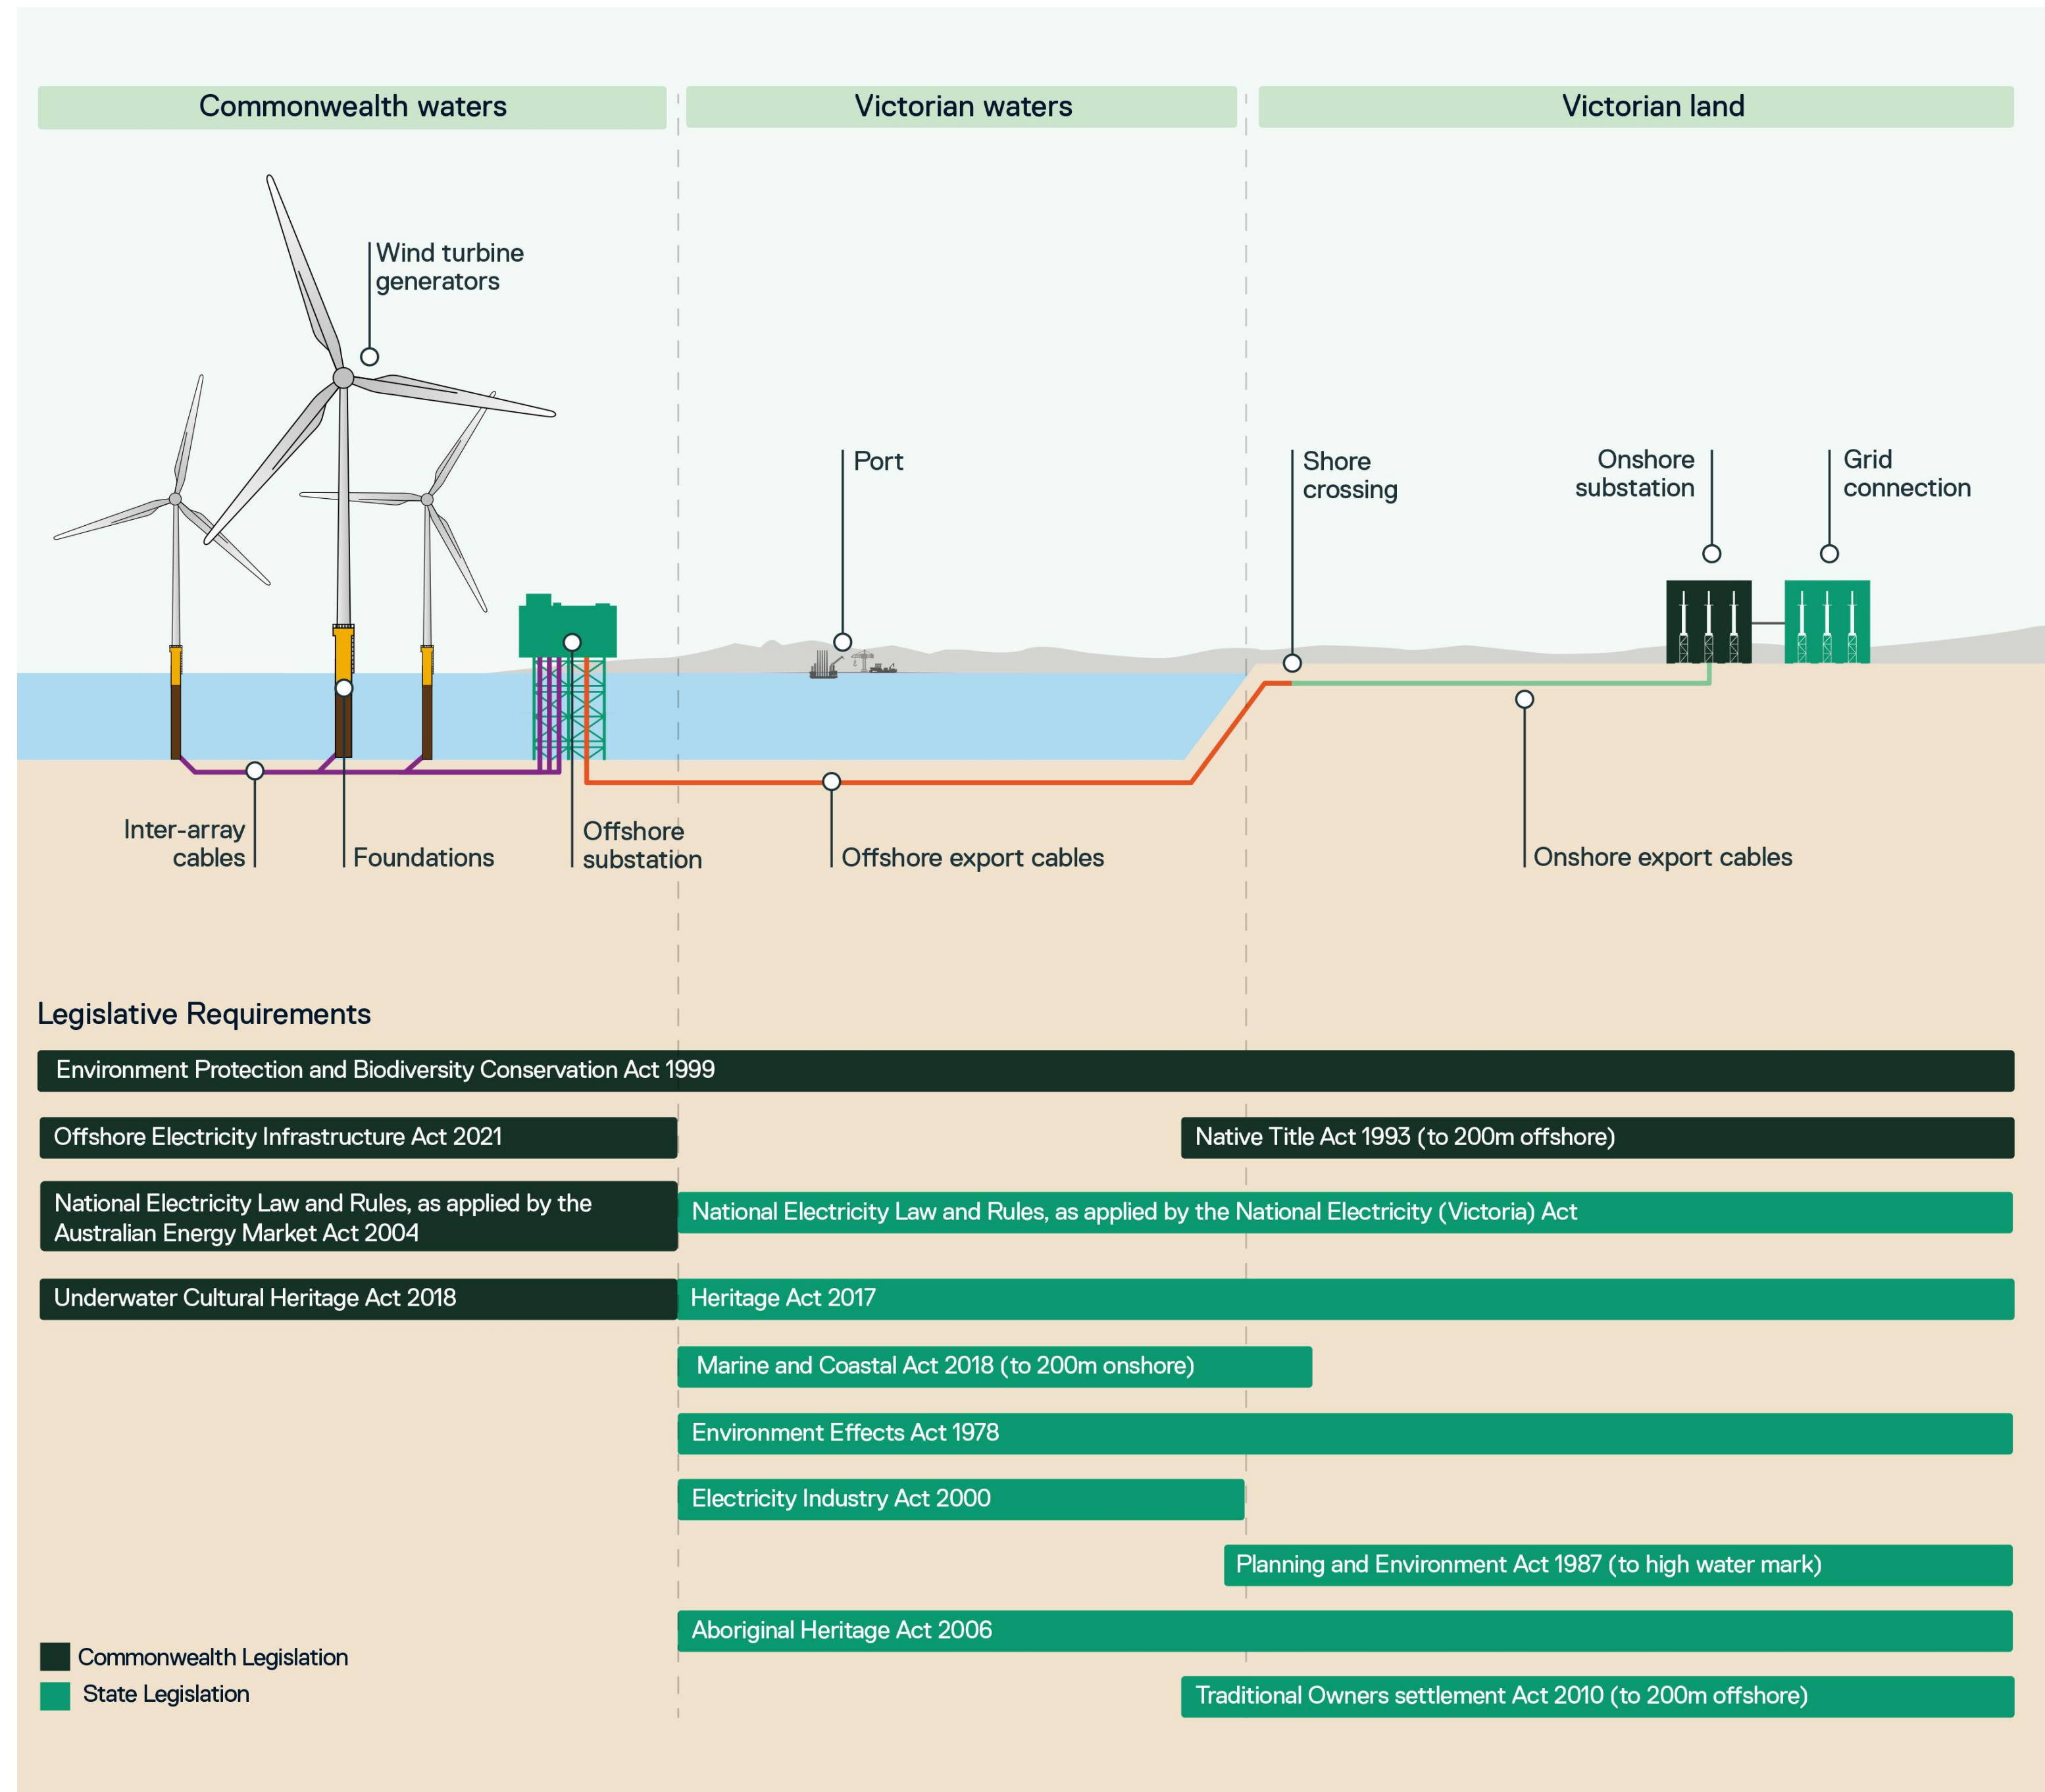 Commonwealth waters
Victorian waters
Victorian land
Wind turbine
generators
Port
Shore
crossing
Onshore
substation
Grid
connection
Inter-array
cables
Foundations
Offshore
substation
Offshore export cables
Onshore export cables
Legislative Requirements
Environment Protection and Biodiversity Conservation Act 1999
Offshore Electricity Infrastructure Act 2021
Native Title Act 1993 (to 200m offshore)
National Electricity Law and Rules, as applied by the
Australian Energy Market Act 2004
National Electricity Law and Rules, as applied by the National Electricity (Victoria) Act
Underwater Cultural Heritage Act 2018
Heritage Act 2017
Marine and Coastal Act 2018 (to 200m onshore)
Environment Effects Act 1978
Electricity Industry Act 2000
Planning and Environment Act 1987 (to high water mark)
Aboriginal Heritage Act 2006
Traditional Owners settlement Act 2010 (to 200m offshore)
Commonwealth Legislation
State Legislation